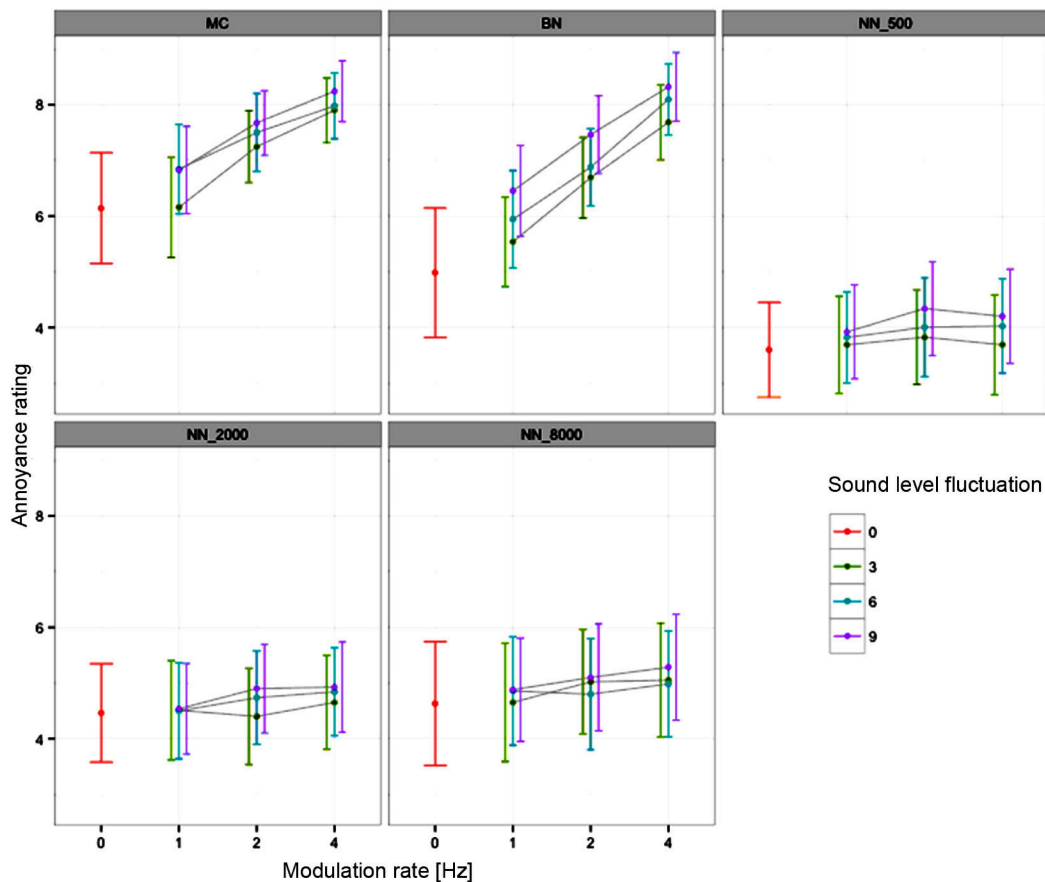 MC
BN
NN_500
8
6
4
Annoyance rating
NN_2000
NN_8000
Sound level fluctuation
0
3
6
9
8
6
4
0 1 2 4
0 1 2 4
Modulation rate [Hz]